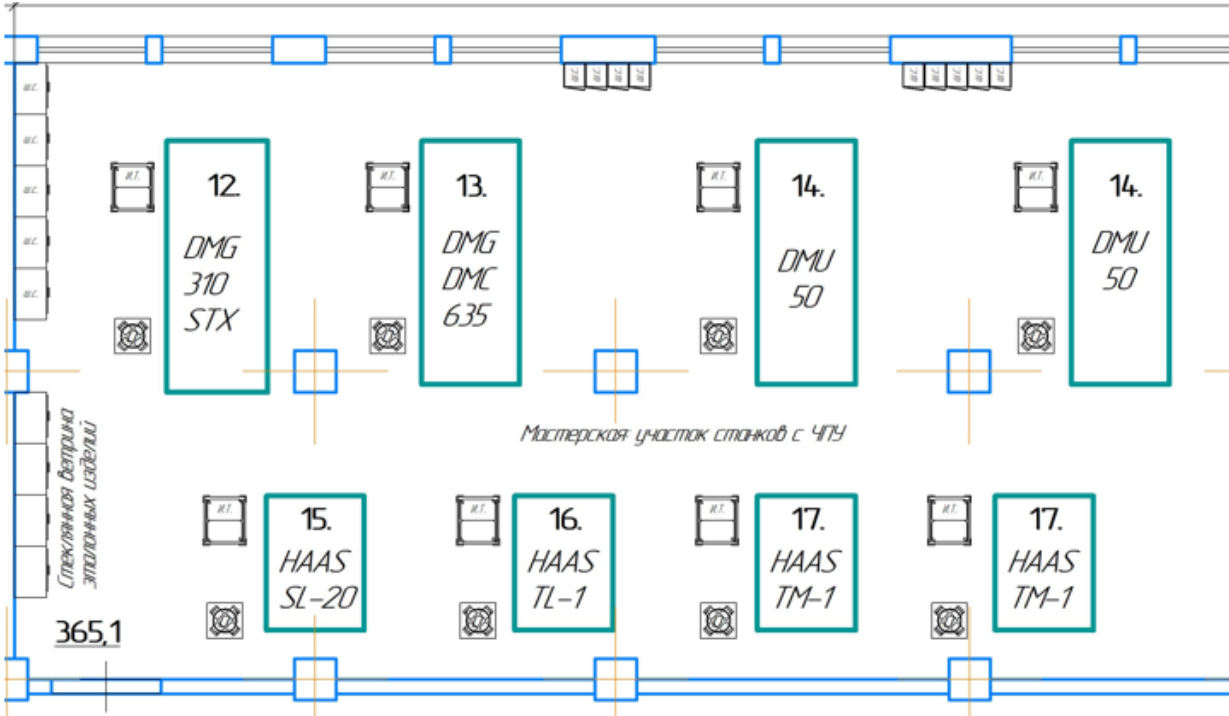 ш.с.
ш.с.
ш.с.
ш.с.
ш.с.
И.Т.
12.
DMG
310
STX
И.Т.
13.
DMG
DMC
635
И.Т.
14.
DMU
50
И.Т.
14.
DMU
50
Мастерская участок станков с ЧПУ
Стеклянная витрина
эталонных изделий
И.Т.
15.
HAAS
SL-20
И.Т.
16.
HAAS
TL-1
И.Т.
17.
HAAS
TM-1
И.Т.
17.
HAAS
TM-1
365,1